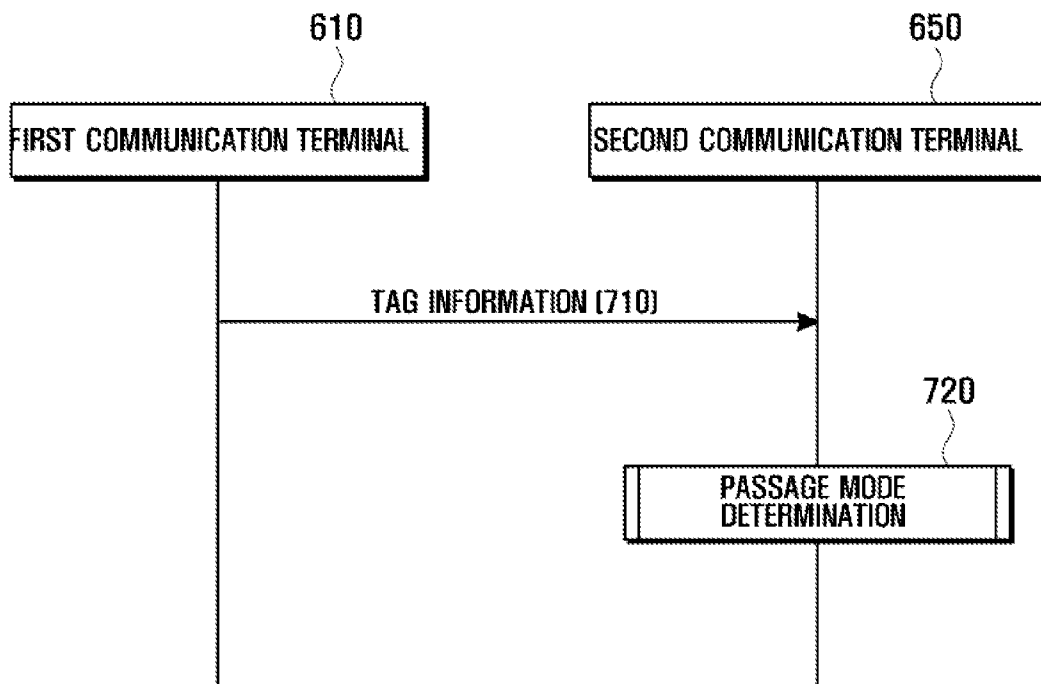 610
650
FIRST COMMUNICATION TERMINAL
SECOND COMMUNICATION TERMINAL
TAG INFORMATION (710)
720
PASSAGE MODE
DETERMINATION